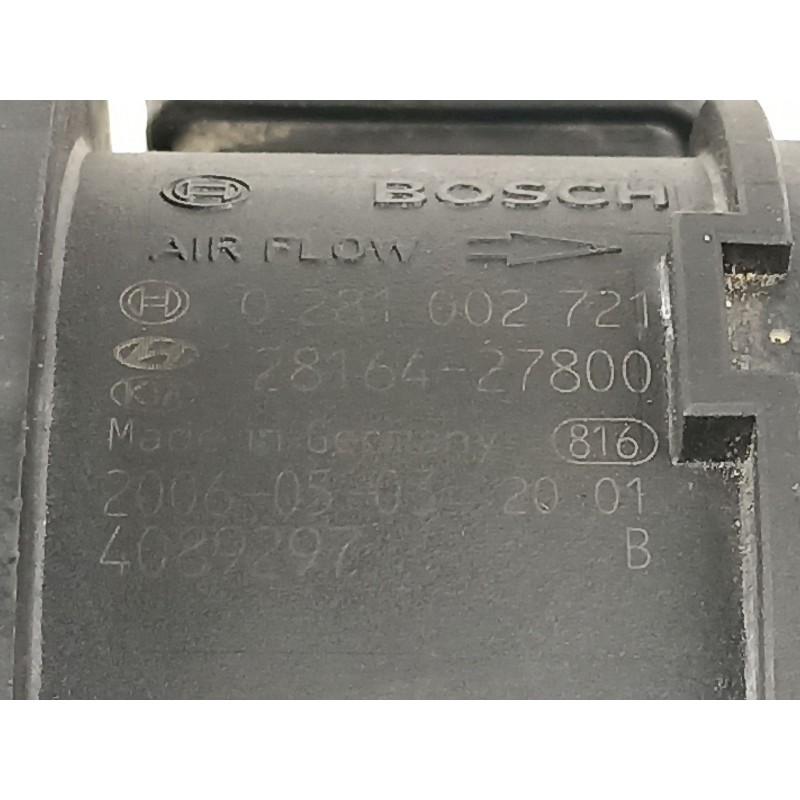 BOSCH
AIR FLOW
0 281 002 721
28164-27800
KIA
Made in Germany 816
2006-05-03 20 01
4089297 B